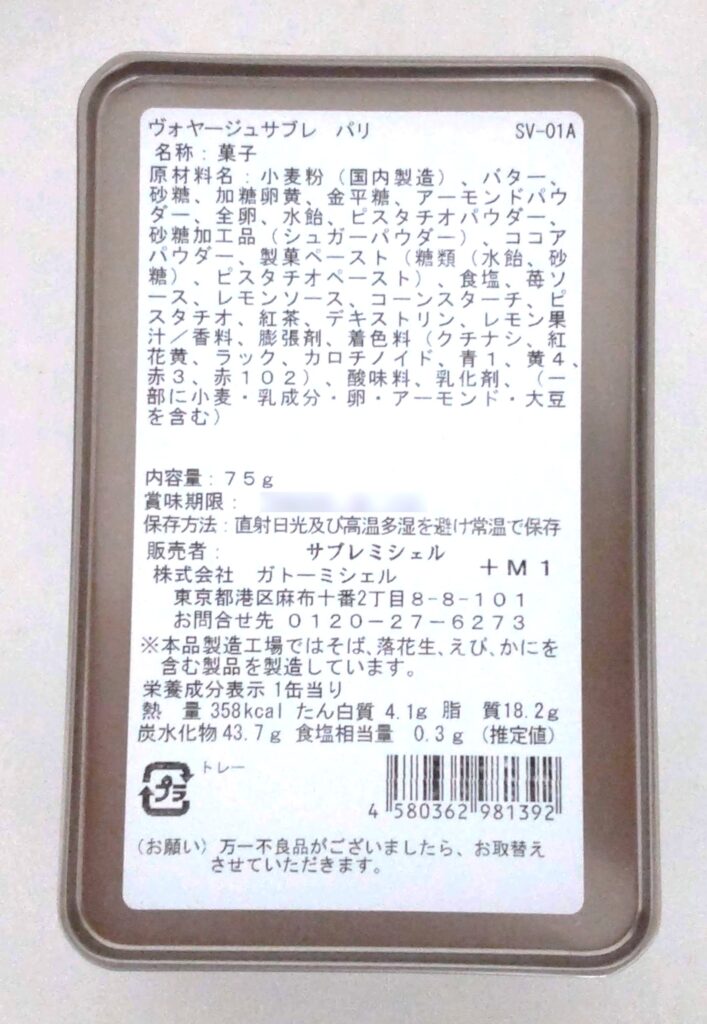 ヴォヤージュサブレ　パリ　SV-01A
名称：菓子
原材料名：小麦粉（国内製造）、バター、
砂糖、加糖卵黄、金平糖、アーモンドパウ
ダー、全卵、水飴、ピスタチオパウダー、
砂糖加工品（シュガーパウダー）、ココア
パウダー、製菓ペースト（糖類（水飴、砂
糖）、ピスタチオペースト）、食塩、苺ソ
ース、レモンソース、コーンスターチ、ピ
スタチオ、紅茶、デキストリン、レモン果
汁／香料、膨張剤、着色料（クチナシ、紅
花黄、ラック、カロチノイド、青１、黄４、
赤３、赤１０２）、酸味料、乳化剤、（一
部に小麦・乳成分・卵・アーモンド・大豆
を含む）
内容量：７５ｇ
賞味期限：
保存方法：直射日光及び高温多湿を避け常温で保存
販売者：　サブレミシェル
株式会社　ガトーミシェル　＋Ｍ１
東京都港区麻布十番2丁目８-８-１０１
お問合せ先　０１２０-２７-６２７３
※本品製造工場ではそば、落花生、えび、かにを
含む製品を製造しています。
栄養成分表示 1缶当り
熱　量 358kcal たん白質 4.1g 脂　質18.2g
炭水化物 43.7g 食塩相当量　0.3g （推定値）
プラ トレー
4 580362 981392
（お願い）万一不良品がございましたら、お取替え
させていただきます。